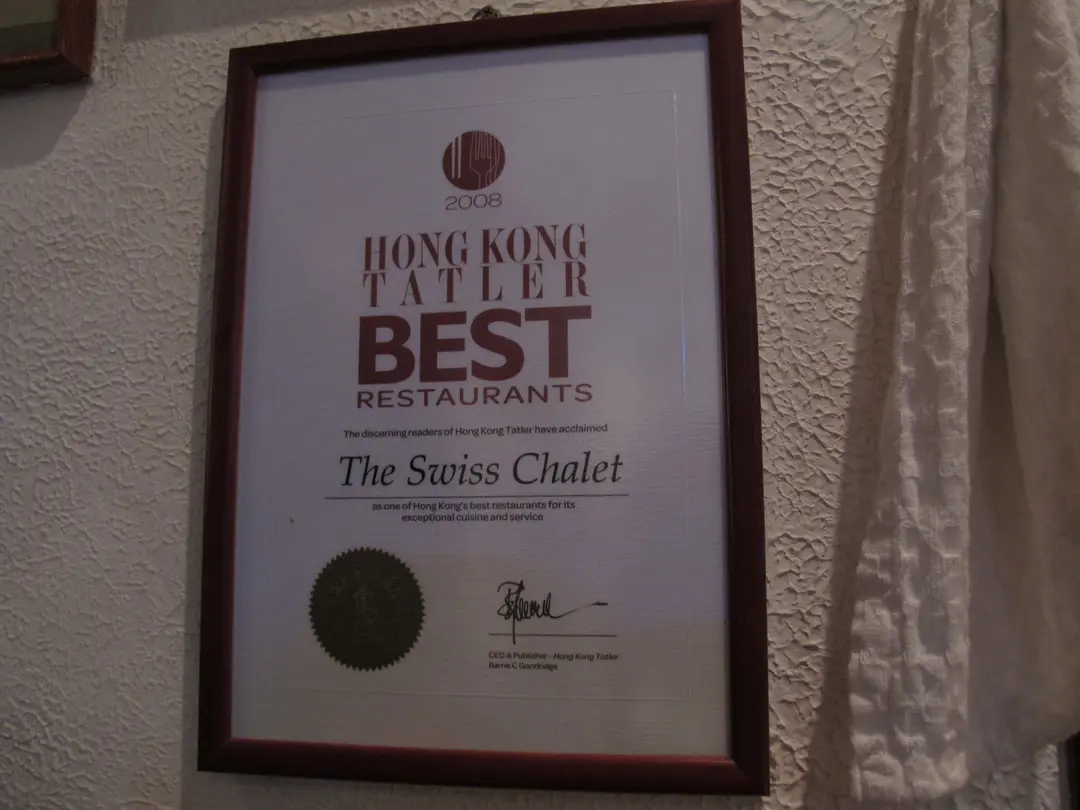 2008
HONG KONG
TATLER
BEST
RESTAURANTS
The discerning readers of Hong Kong Tatler have acclaimed
The Swiss Chalet
as one of Hong Kong's best restaurants for its
exceptional cuisine and service
CEO & Publisher - Hong Kong Tatler
Barrie C Goodridge